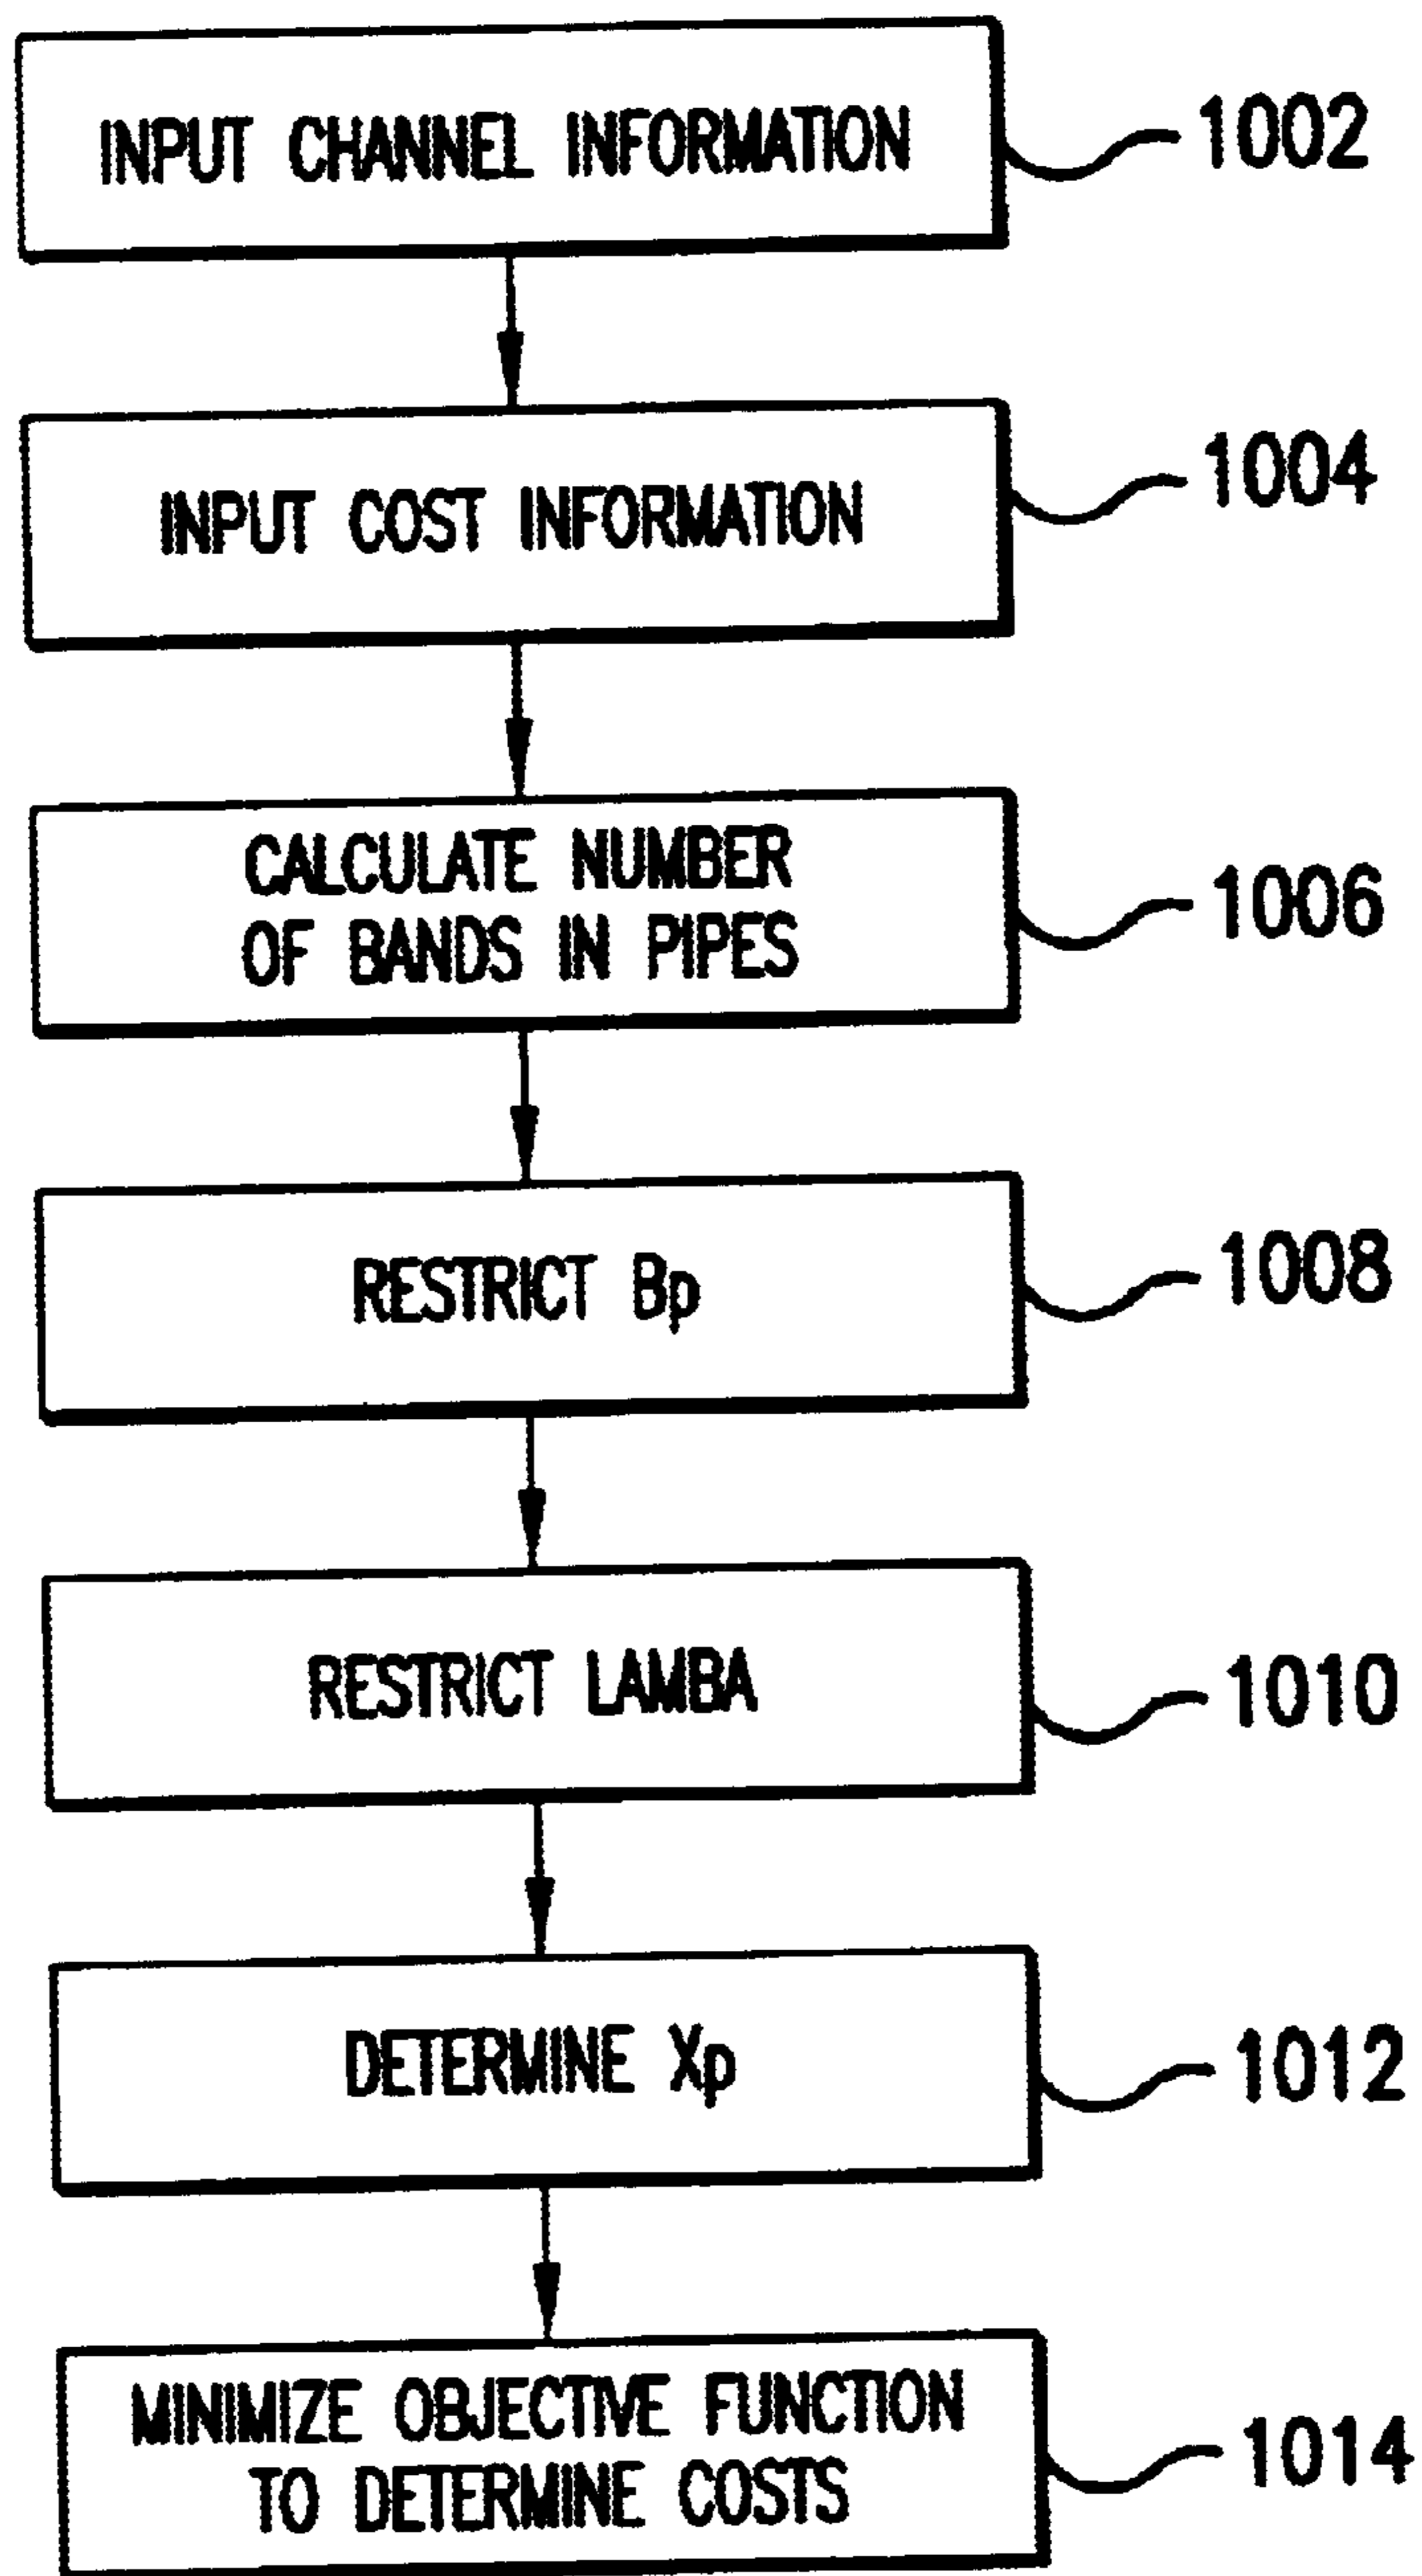 INPUT CHANNEL INFORMATION
1002
INPUT COST INFORMATION
1004
CALCULATE NUMBER
OF BANDS IN PIPES
1006
RESTRICT Bp
1008
RESTRICT LAMBA
1010
DETERMINE Xp
1012
MINIMIZE OBJECTIVE FUNCTION
TO DETERMINE COSTS
1014